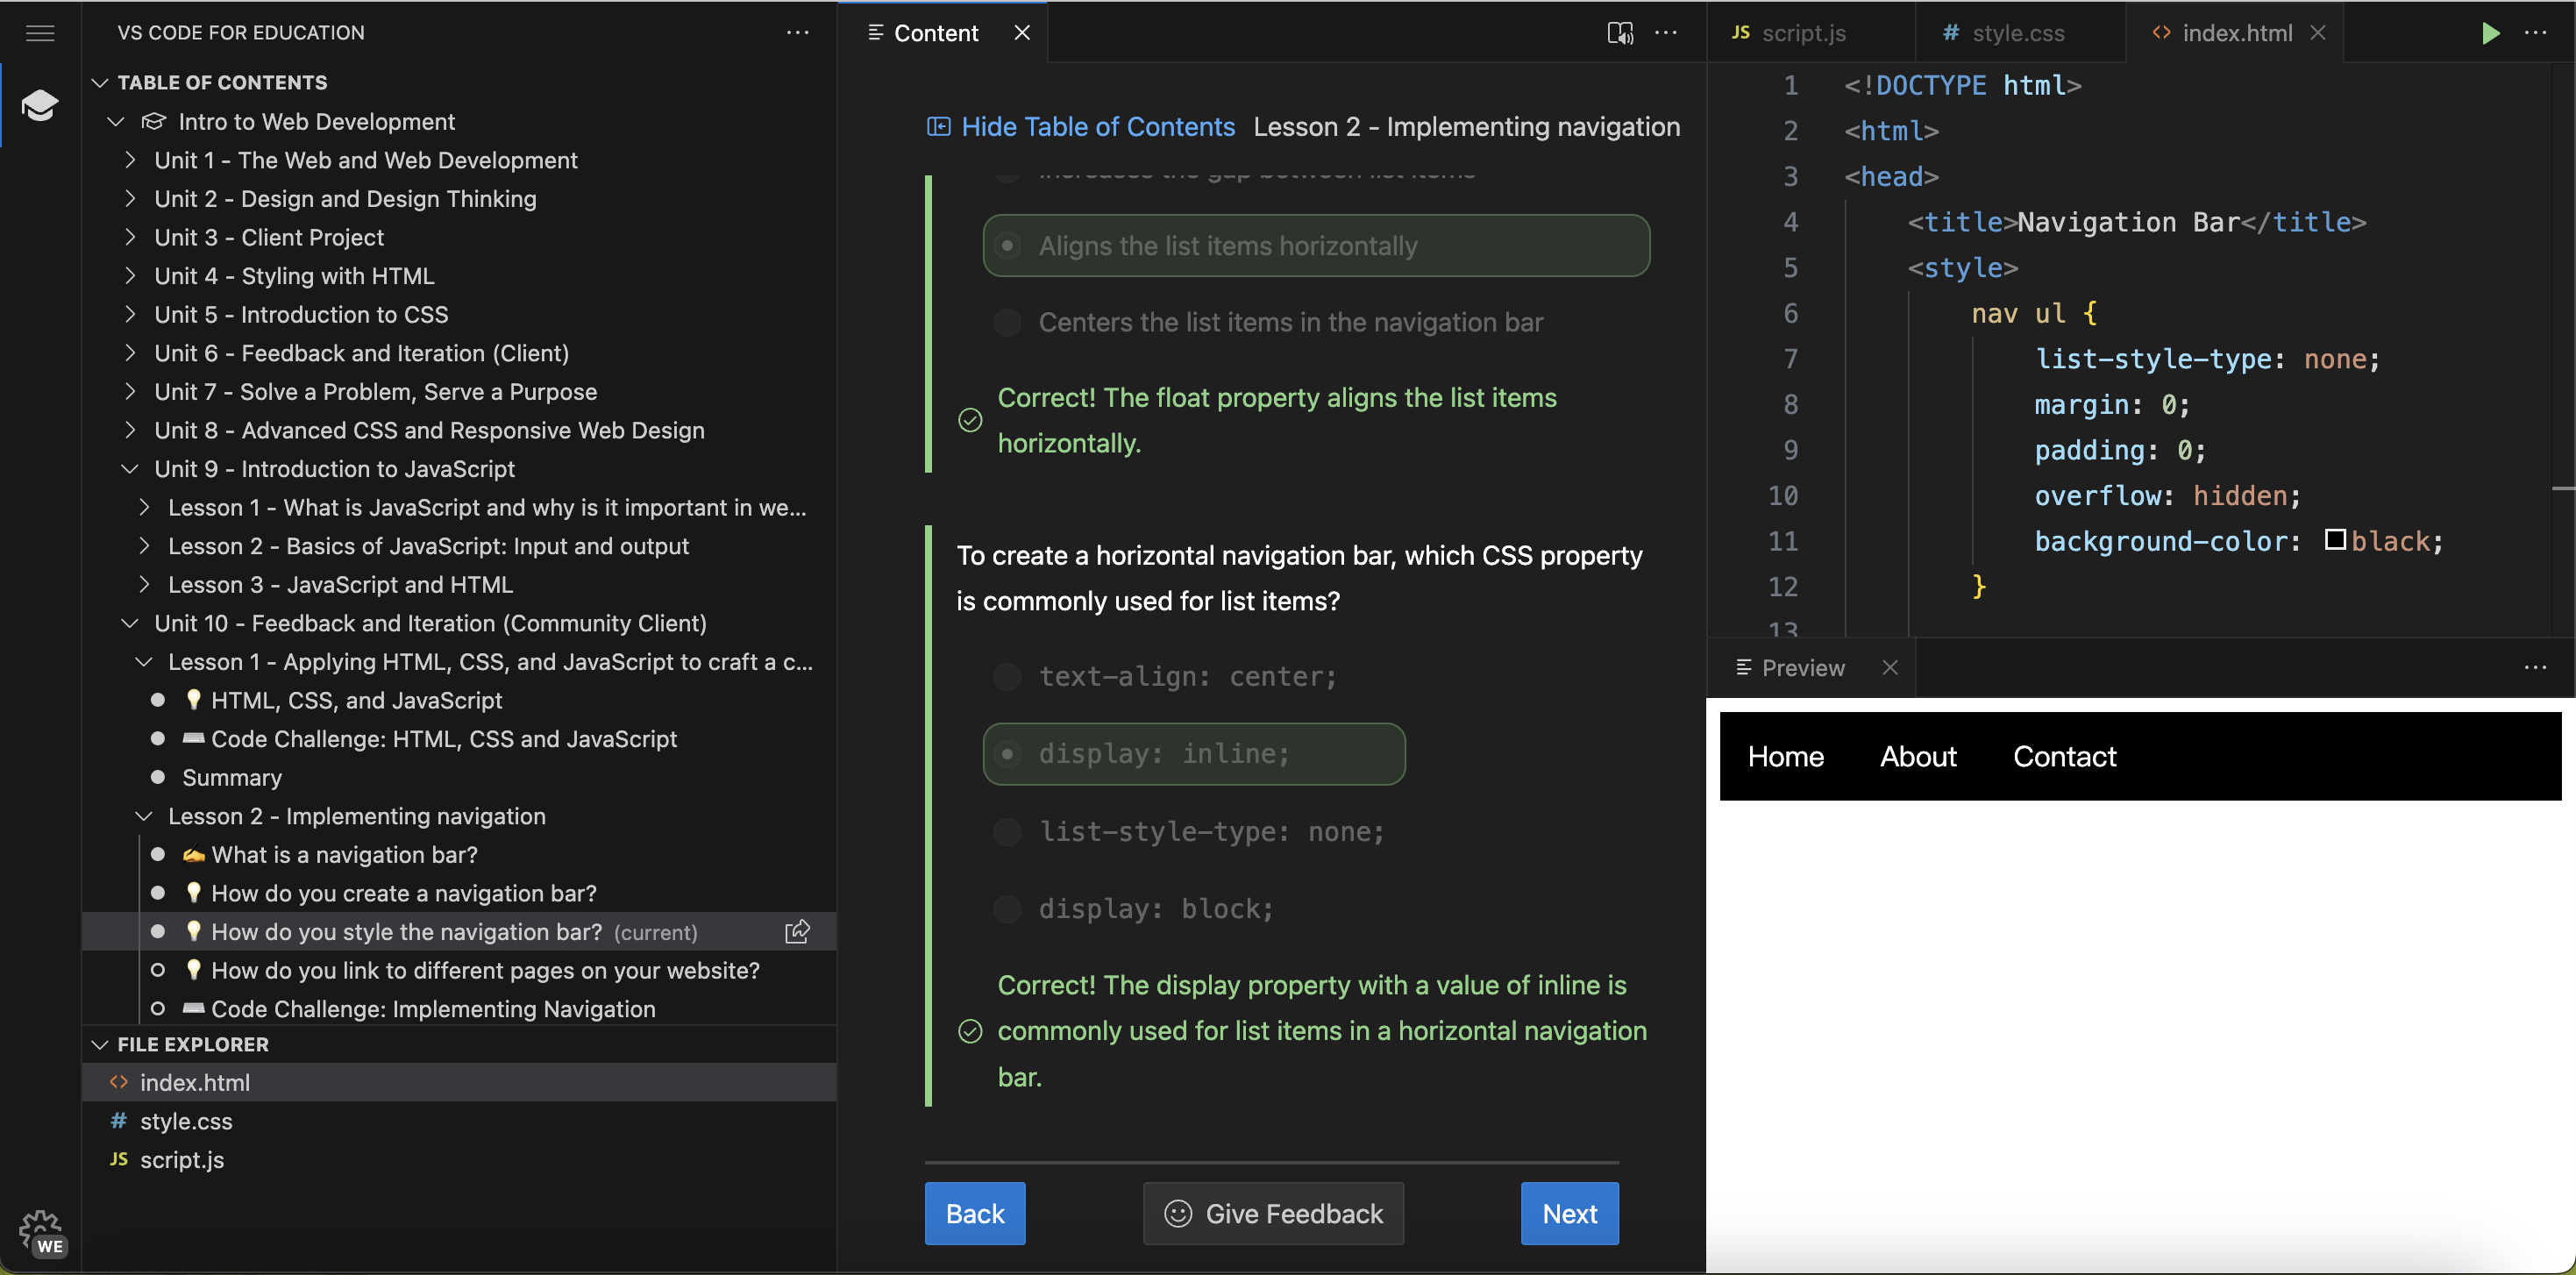 VS CODE FOR EDUCATION
TABLE OF CONTENTS
Intro to Web Development
Unit 1 - The Web and Web Development
Unit 2 - Design and Design Thinking
Unit 3 - Client Project
Unit 4 - Styling with HTML
Unit 5 - Introduction to CSS
Unit 6 - Feedback and Iteration (Client)
Unit 7 - Solve a Problem, Serve a Purpose
Unit 8 - Advanced CSS and Responsive Web Design
Unit 9 - Introduction to JavaScript
Lesson 1 - What is JavaScript and why is it important in we...
Lesson 2 - Basics of JavaScript: Input and output
Lesson 3 - JavaScript and HTML
Unit 10 - Feedback and Iteration (Community Client)
Lesson 1 - Applying HTML, CSS, and JavaScript to craft a c...
HTML, CSS, and JavaScript
Code Challenge: HTML, CSS and JavaScript
Summary
Lesson 2 - Implementing navigation
What is a navigation bar?
How do you create a navigation bar?
How do you style the navigation bar? (current)
How do you link to different pages on your website?
Code Challenge: Implementing Navigation
FILE EXPLORER
index.html
# style.css
JS script.js
WE
Content
Hide Table of Contents Lesson 2 - Implementing navigation
Increases the gap between list items
Aligns the list items horizontally
Centers the list items in the navigation bar
Correct! The float property aligns the list items
horizontally.
To create a horizontal navigation bar, which CSS property
is commonly used for list items?
text-align: center;
display: inline;
list-style-type: none;
display: block;
Correct! The display property with a value of inline is
commonly used for list items in a horizontal navigation
bar.
Back Give Feedback Next
JS script.js # style.css <> index.html
1 <!DOCTYPE html>
2 <html>
3 <head>
4 <title>Navigation Bar</title>
5 <style>
6 nav ul {
7 list-style-type: none;
8 margin: 0;
9 padding: 0;
10 overflow: hidden;
11 background-color: black;
12 }
13
Preview
Home About Contact